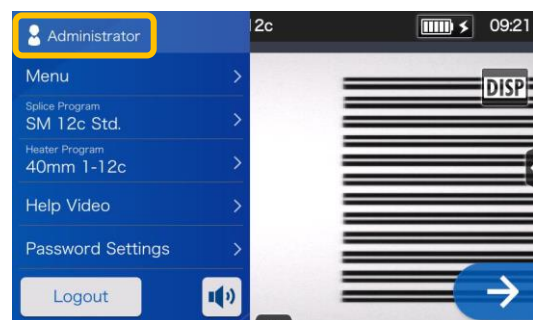 Administrator
12c
09:21
Menu
DISP
Splice Program
SM 12c Std.
Heater Program
40mm 1-12c
Help Video
Password Settings
Logout